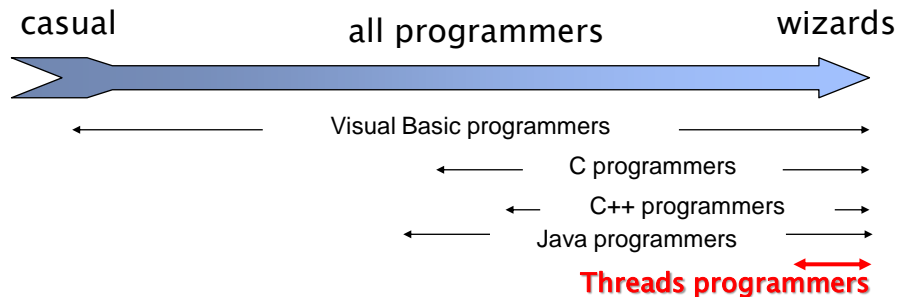 casual
all programmers
wizards
Visual Basic programmers
C programmers
C++ programmers
Java programmers
Threads programmers